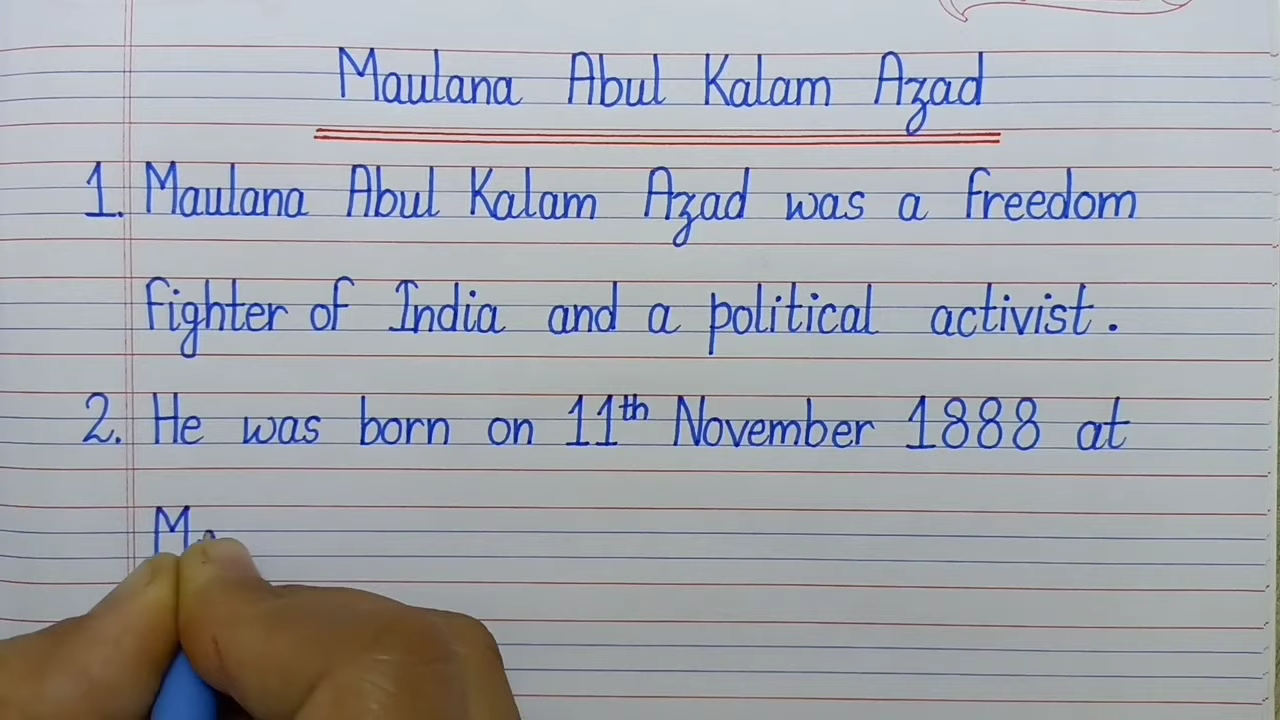 Maulana Abul Kalam Azad
1. Maulana Abul Kalam Azad was a freedom
fighter of India and a political activist.
2. He was born on 11th November 1888 at